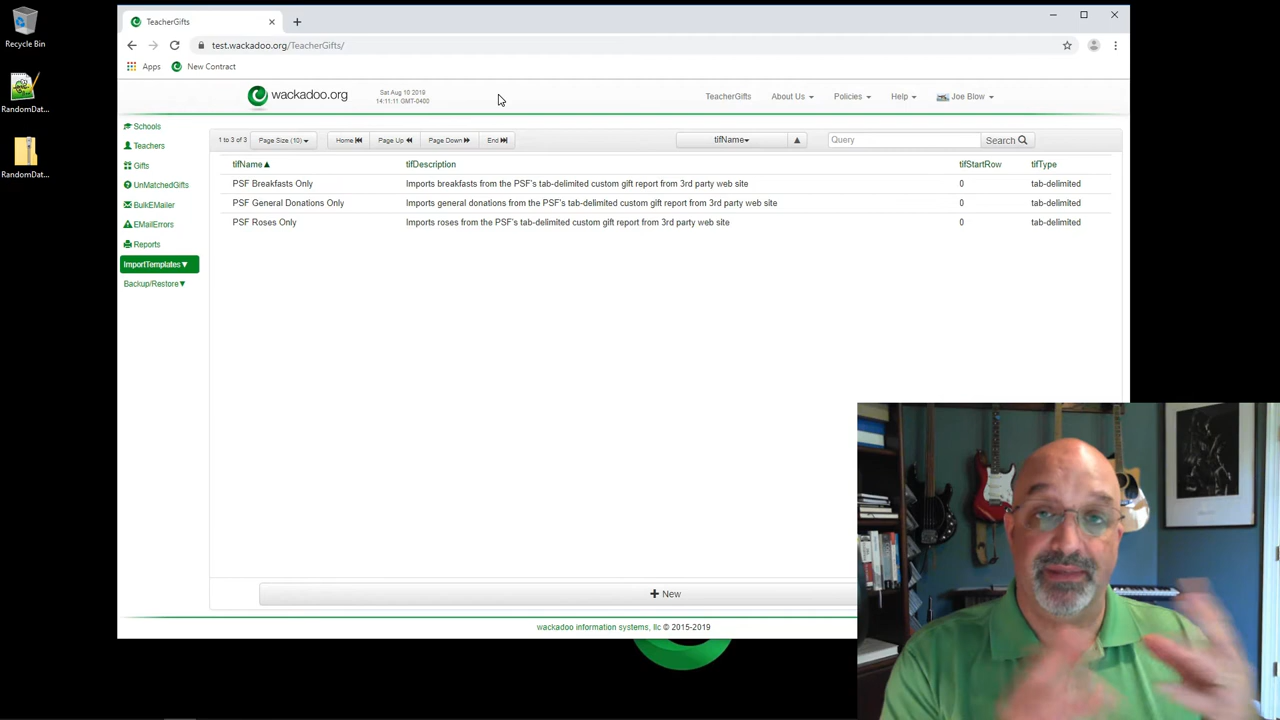 Recycle Bin
RandomDat...
RandomDat...
TeacherGifts
test.wackadoo.org/TeacherGifts/
Apps
New Contract
wackadoo.org
Sat Aug 10 2019
14:11:11 GMT-0400
TeacherGifts
About Us
Policies
Help
Joe Blow
Schools
Teachers
Gifts
UnMatchedGifts
BulkEMailer
EMailErrors
Reports
ImportTemplates▼
Backup/Restore▼
1 to 3 of 3
Page Size (10)
Home
Page Up
Page Down
End
tifName
Query
Search
tifName▲ tifDescription tifStartRow tifType
PSF Breakfasts Only Imports breakfasts from the PSF's tab-delimited custom gift report from 3rd party web site 0 tab-delimited
PSF General Donations Only Imports general donations from the PSF's tab-delimited custom gift report from 3rd party web site 0 tab-delimited
PSF Roses Only Imports roses from the PSF's tab-delimited custom gift report from 3rd party web site 0 tab-delimited
+ New
wackadoo information systems, llc © 2015-2019